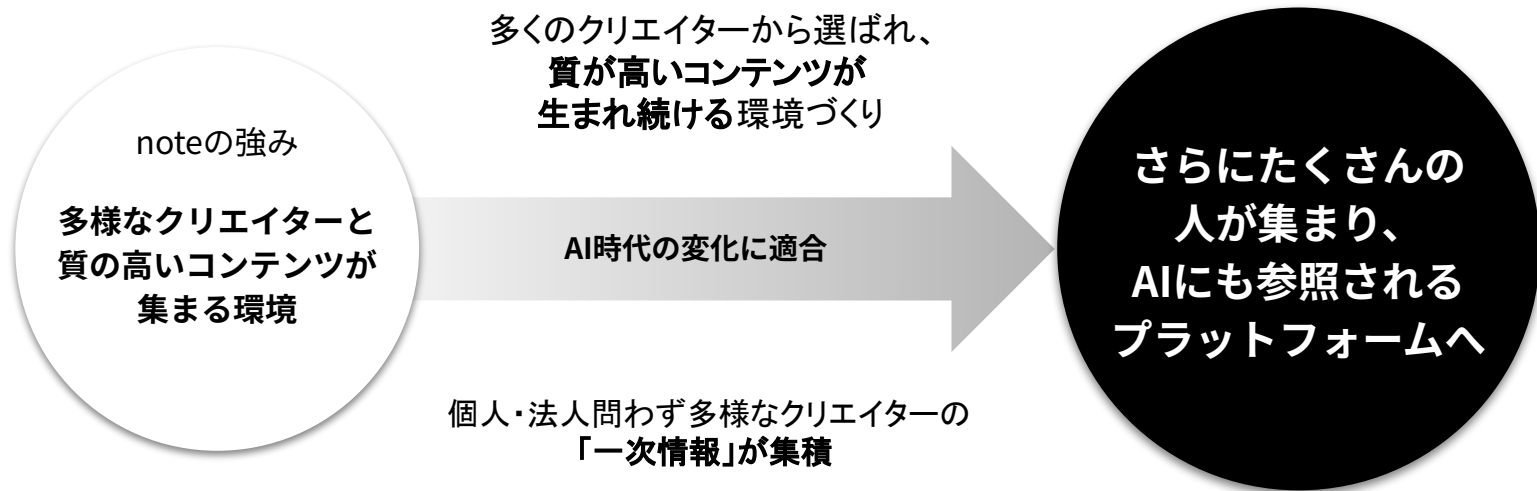 noteの強み
多様なクリエイターと
質の高いコンテンツが
集まる環境
多くのクリエイターから選ばれ、
質が高いコンテンツが
生まれ続ける環境づくり
AI時代の変化に適合
個人・法人問わず多様なクリエイターの
「一次情報」が集積
さらにたくさんの
人が集まり、
AIにも参照される
プラットフォームへ